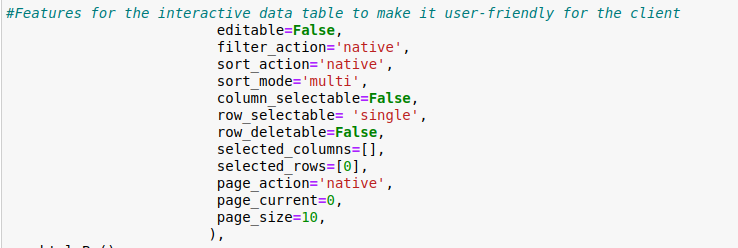 #Features for the interactive data table to make it user-friendly for the client
editable=False,
filter_action='native',
sort_action='native',
sort_mode='multi',
column_selectable=False,
row_selectable= 'single',
row_deletable=False,
selected_columns=[],
selected_rows=[0],
page_action='native',
page_current=0,
page_size=10,
),